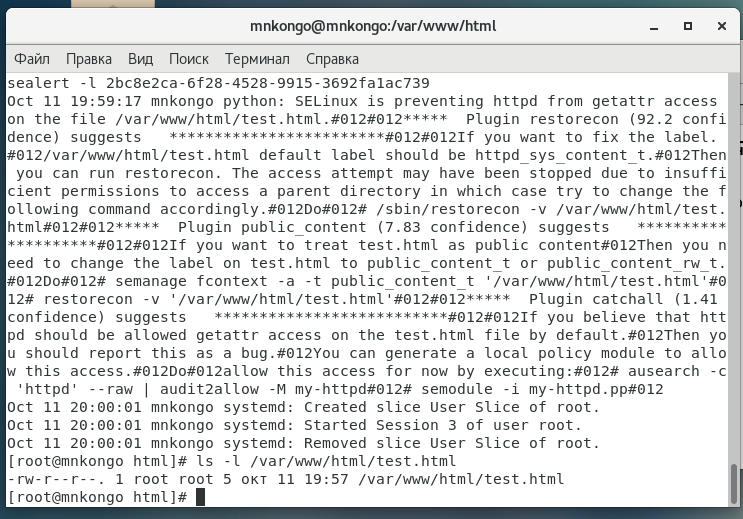 mnkongo@mnkongo:/var/www/html
Файл Правка Вид Поиск Терминал Справка
sealert -l 2bc8e2ca-6f28-4528-9915-3692fa1ac739
Oct 11 19:59:17 mnkongo python: SELinux is preventing httpd from getattr access
on the file /var/www/html/test.html.#012#012*****  Plugin restorecon (92.2 confi
dence) suggests   ************************#012#012If you want to fix the label.
#012/var/www/html/test.html default label should be httpd_sys_content_t.#012Then
 you can run restorecon. The access attempt may have been stopped due to insuffi
cient permissions to access a parent directory in which case try to change the f
ollowing command accordingly.#012Do#012# /sbin/restorecon -v /var/www/html/test.
html#012#012*****  Plugin public_content (7.83 confidence) suggests   **********
********************#012#012If you want to treat test.html as public content#012Then you n
eed to change the label on test.html to public_content_t or public_content_rw_t.
#012Do#012# semanage fcontext -a -t public_content_t '/var/www/html/test.html'#0
12# restorecon -v '/var/www/html/test.html'#012#012*****  Plugin catchall (1.41
confidence) suggests   **************************#012#012If you believe that htt
pd should be allowed getattr access on the test.html file by default.#012Then yo
u should report this as a bug.#012You can generate a local policy module to allo
w this access.#012Do#012allow this access for now by executing:#012# ausearch -c
 'httpd' --raw | audit2allow -M my-httpd#012# semodule -i my-httpd.pp#012
Oct 11 20:00:01 mnkongo systemd: Created slice User Slice of root.
Oct 11 20:00:01 mnkongo systemd: Started Session 3 of user root.
Oct 11 20:00:01 mnkongo systemd: Removed slice User Slice of root.
[root@mnkongo html]# ls -l /var/www/html/test.html
-rw-r--r--. 1 root root 5 окт 11 19:57 /var/www/html/test.html
[root@mnkongo html]#